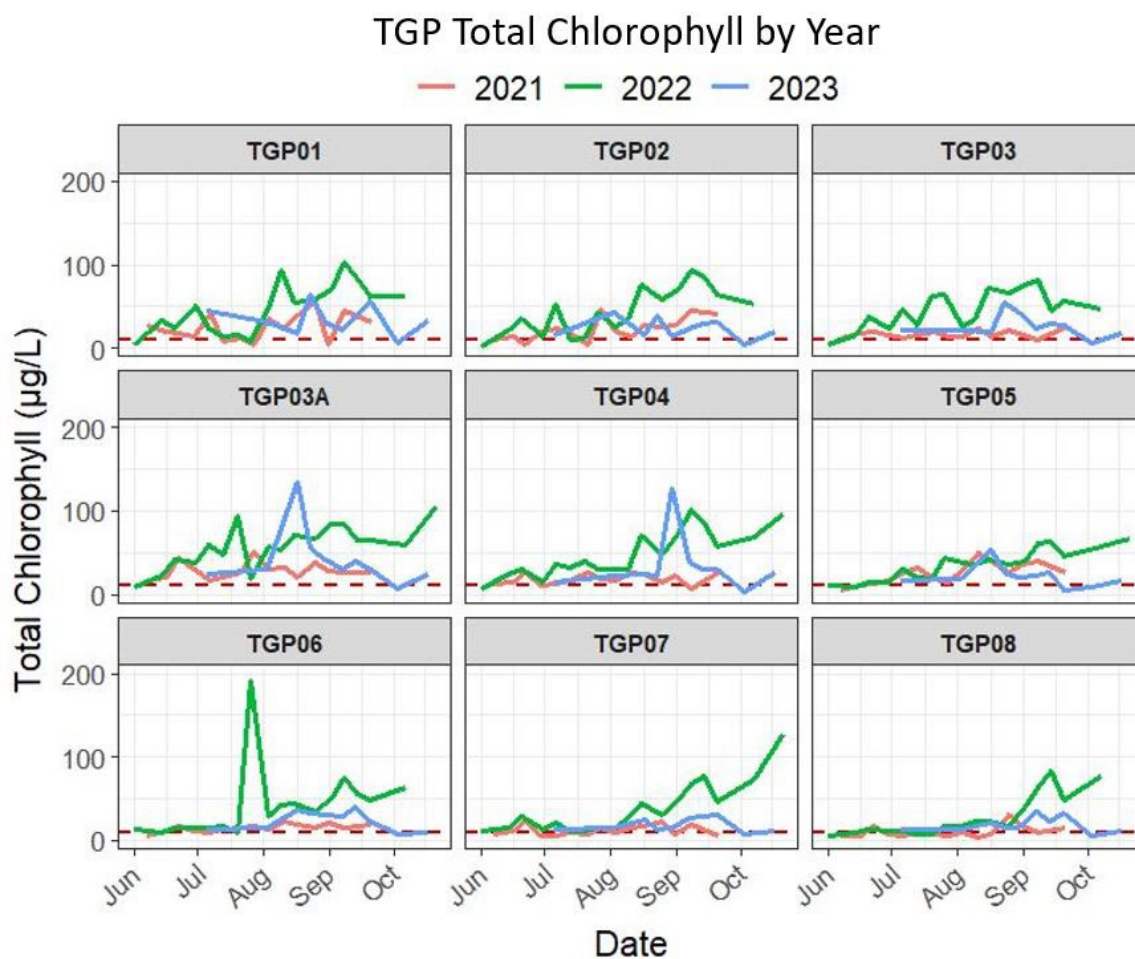 TGP Total Chlorophyll by Year
2021 2022 2023
TGP01 TGP02 TGP03
200
100
0
TGP03A TGP04 TGP05
200
100
0
TGP06 TGP07 TGP08
200
100
0
Total Chlorophyll (µg/L)
Jun Jul Aug Sep Oct Jun Jul Aug Sep Oct Jun Jul Aug Sep Oct
Date